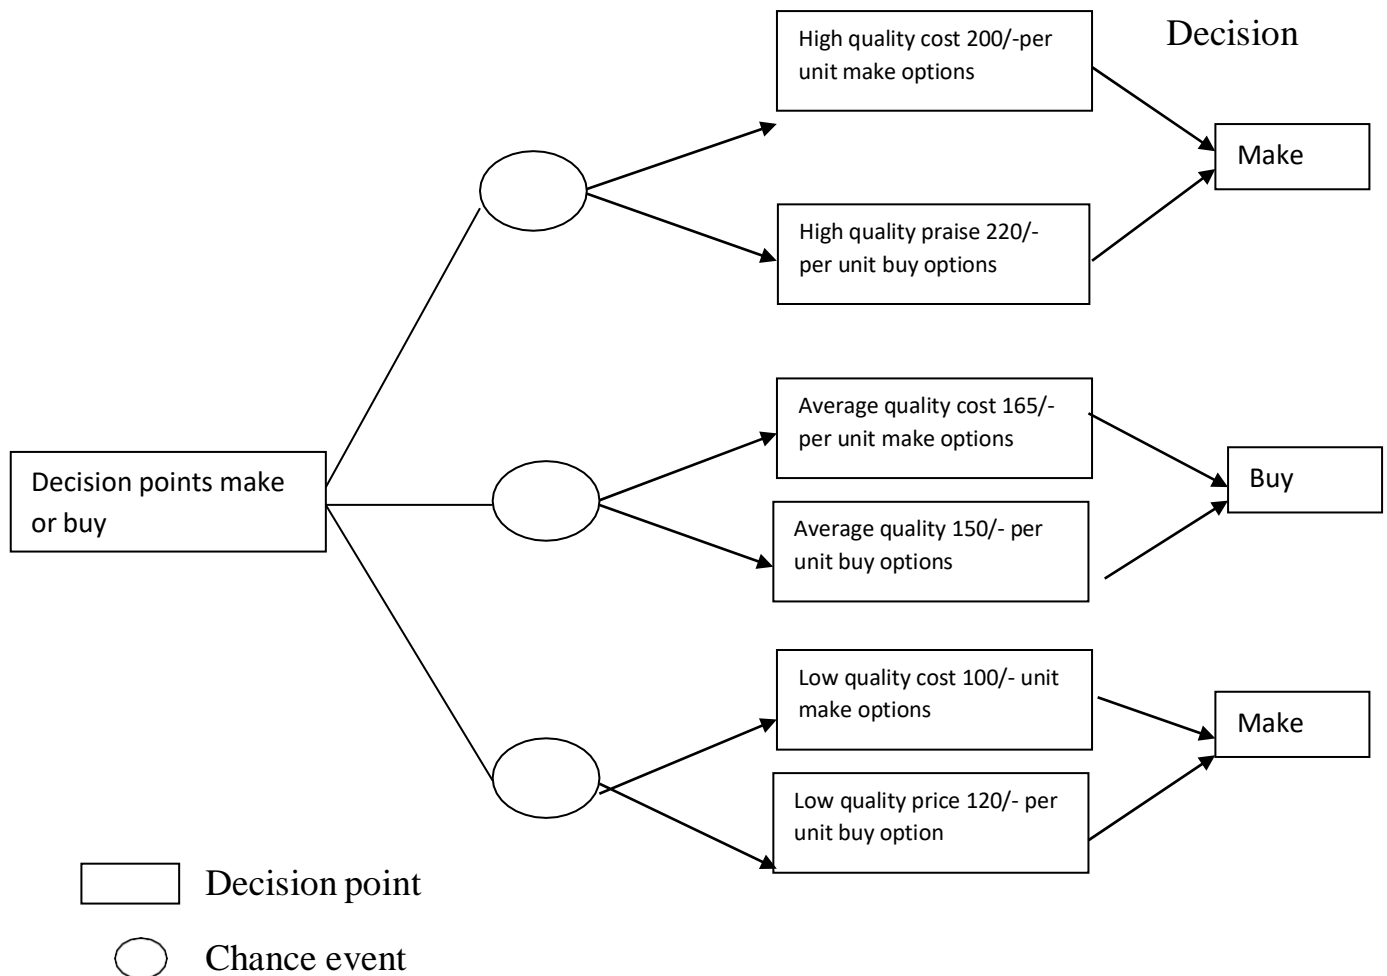 High quality cost 200/-per
unit make options
Decision
Make
High quality praise 220/-
per unit buy options
Average quality cost 165/-
per unit make options
Decision points make
or buy
Buy
Average quality 150/- per
unit buy options
Low quality cost 100/- unit
make options
Make
Low quality price 120/- per
unit buy option
Decision point
Chance event